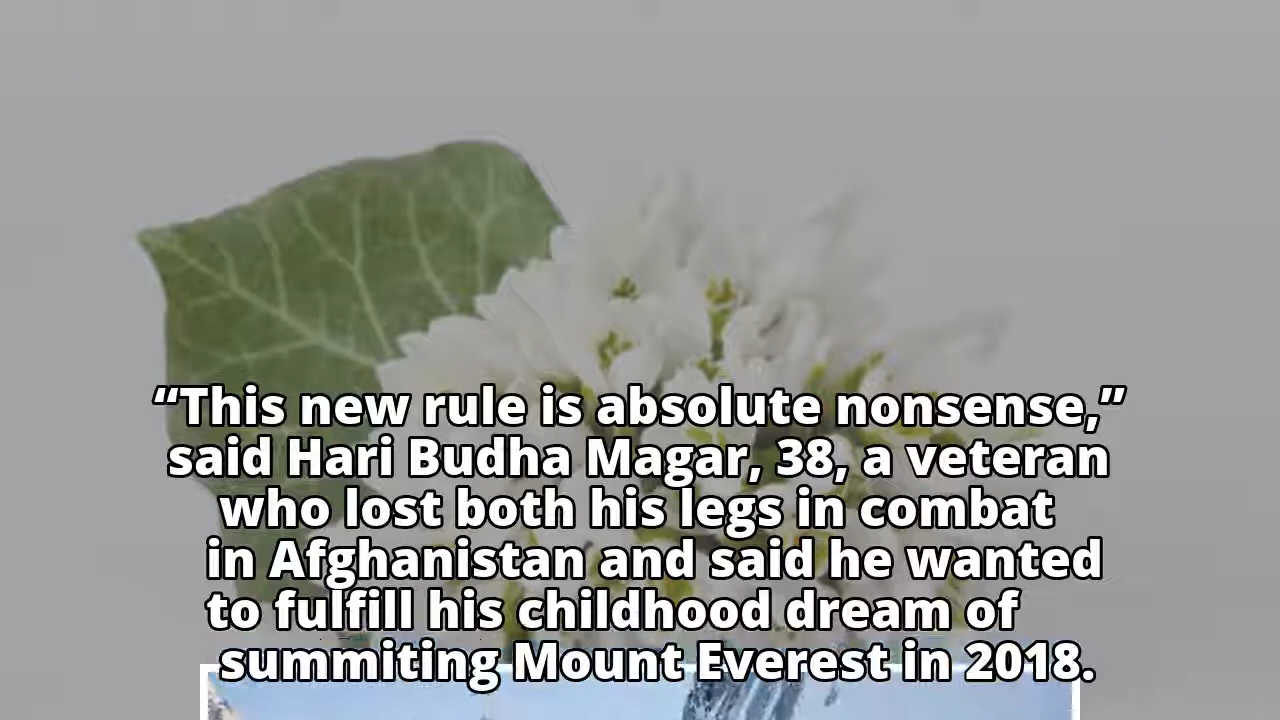 “This new rule is absolute nonsense,”
said Hari Budha Magar, 38, a veteran
who lost both his legs in combat
in Afghanistan and said he wanted
to fulfill his childhood dream of
summiting Mount Everest in 2018.